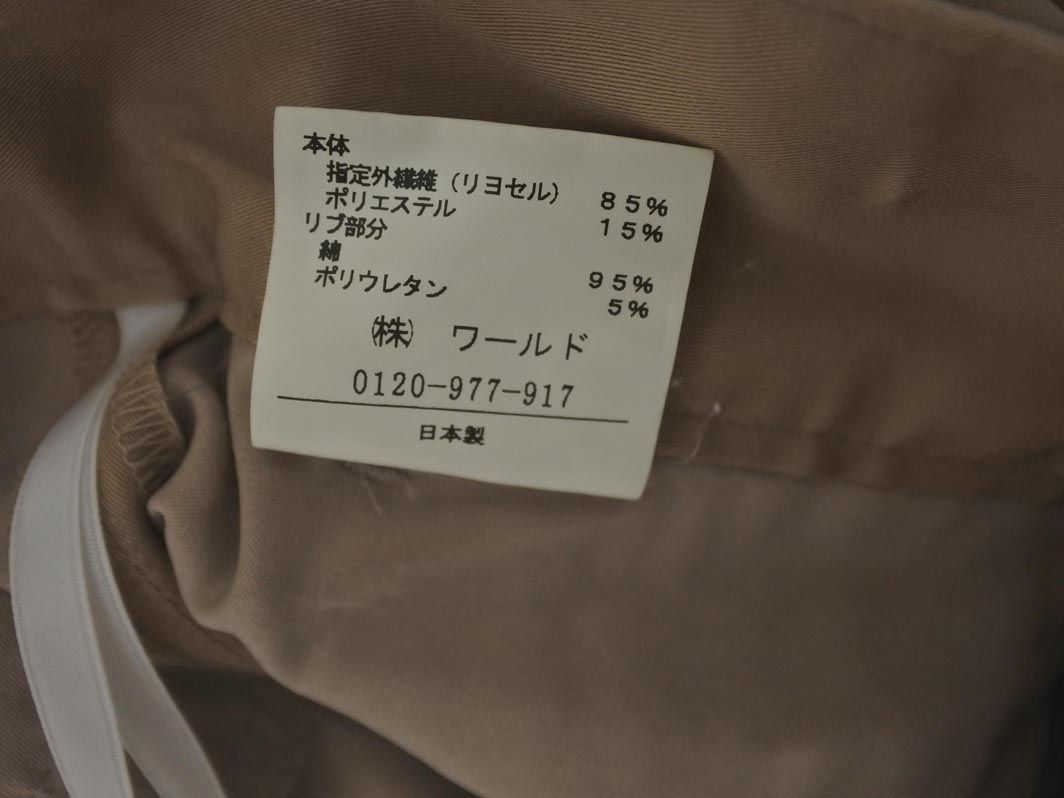 本体
指定外繊維（リヨセル） 85%
ポリエステル 15%
リブ部分
綿 95%
ポリウレタン 5%
㈱ ワールド
0120-977-917
日本製